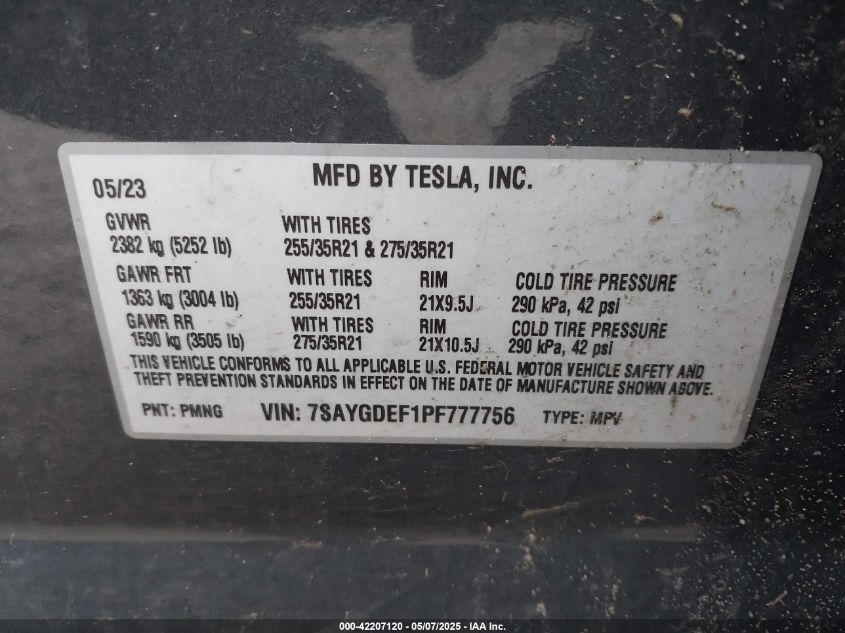 MFD BY TESLA, INC.
05/23
GVWR WITH TIRES
2382 kg (5252 lb) 255/35R21 & 275/35R21
GAWR FRT WITH TIRES RIM COLD TIRE PRESSURE
1363 kg (3004 lb) 255/35R21 21X9.5J 290 kPa, 42 psi
GAWR RR WITH TIRES RIM COLD TIRE PRESSURE
1590 kg (3505 lb) 275/35R21 21X10.5J 290 kPa, 42 psi
THIS VEHICLE CONFORMS TO ALL APPLICABLE U.S. FEDERAL MOTOR VEHICLE SAFETY AND
THEFT PREVENTION STANDARDS IN EFFECT ON THE DATE OF MANUFACTURE SHOWN ABOVE.
PNT: PMNG VIN: 7SAYGDEF1PF777756 TYPE: MPV
000-42207120 - 05/07/2025 - IAA Inc.